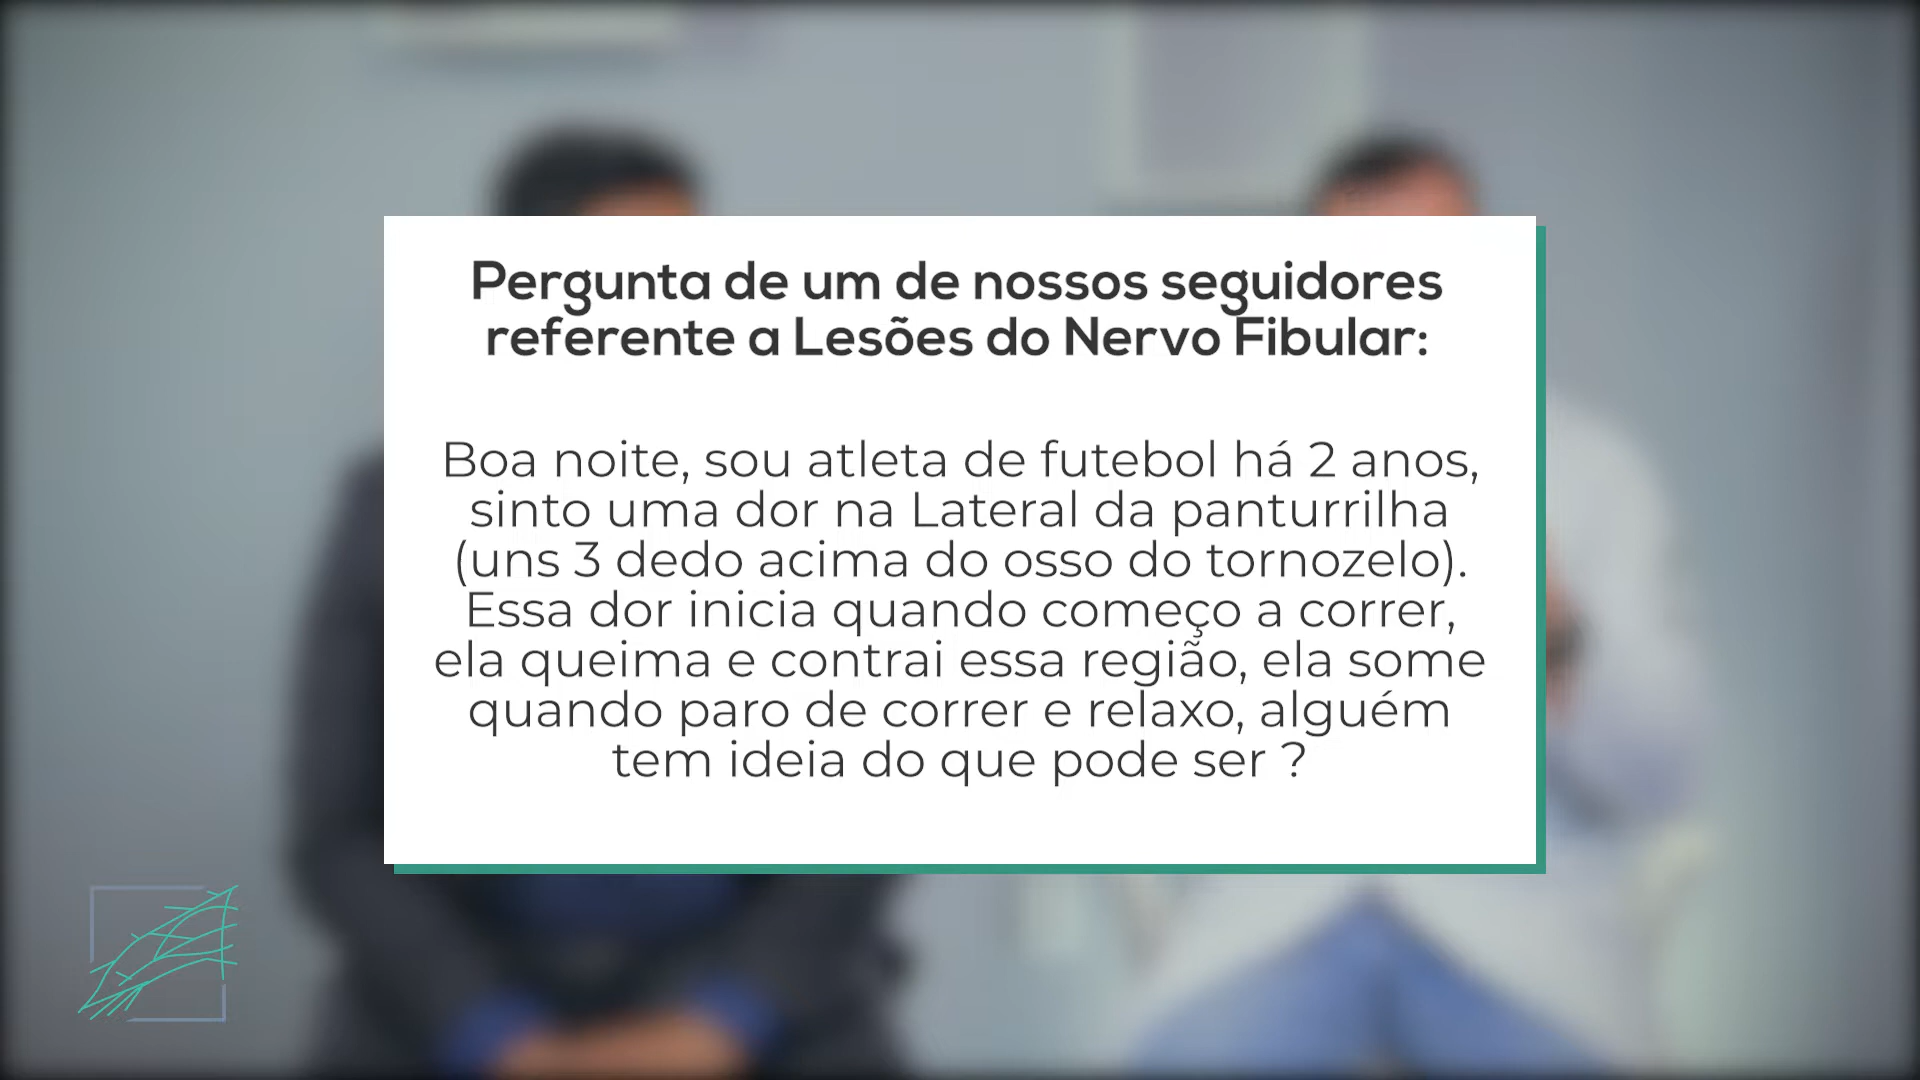 Pergunta de um de nossos seguidores
referente a Lesões do Nervo Fibular:
Boa noite, sou atleta de futebol há 2 anos,
sinto uma dor na Lateral da panturrilha
(uns 3 dedo acima do osso do tornozelo).
Essa dor inicia quando começo a correr,
ela queima e contrai essa região, ela some
quando paro de correr e relaxo, alguém
tem ideia do que pode ser ?